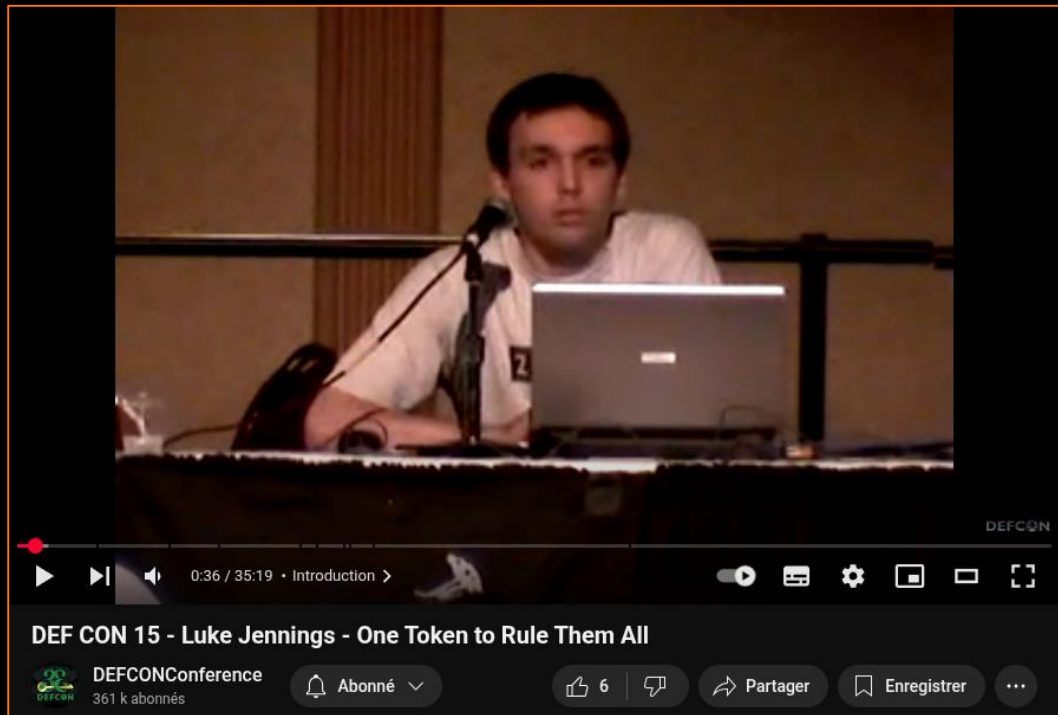 DEFCON
0:36 / 35:19 • Introduction
DEF CON 15 - Luke Jennings - One Token to Rule Them All
DEFCON
DEFCONConference
361 k abonnés
Abonné
6
Partager
Enregistrer